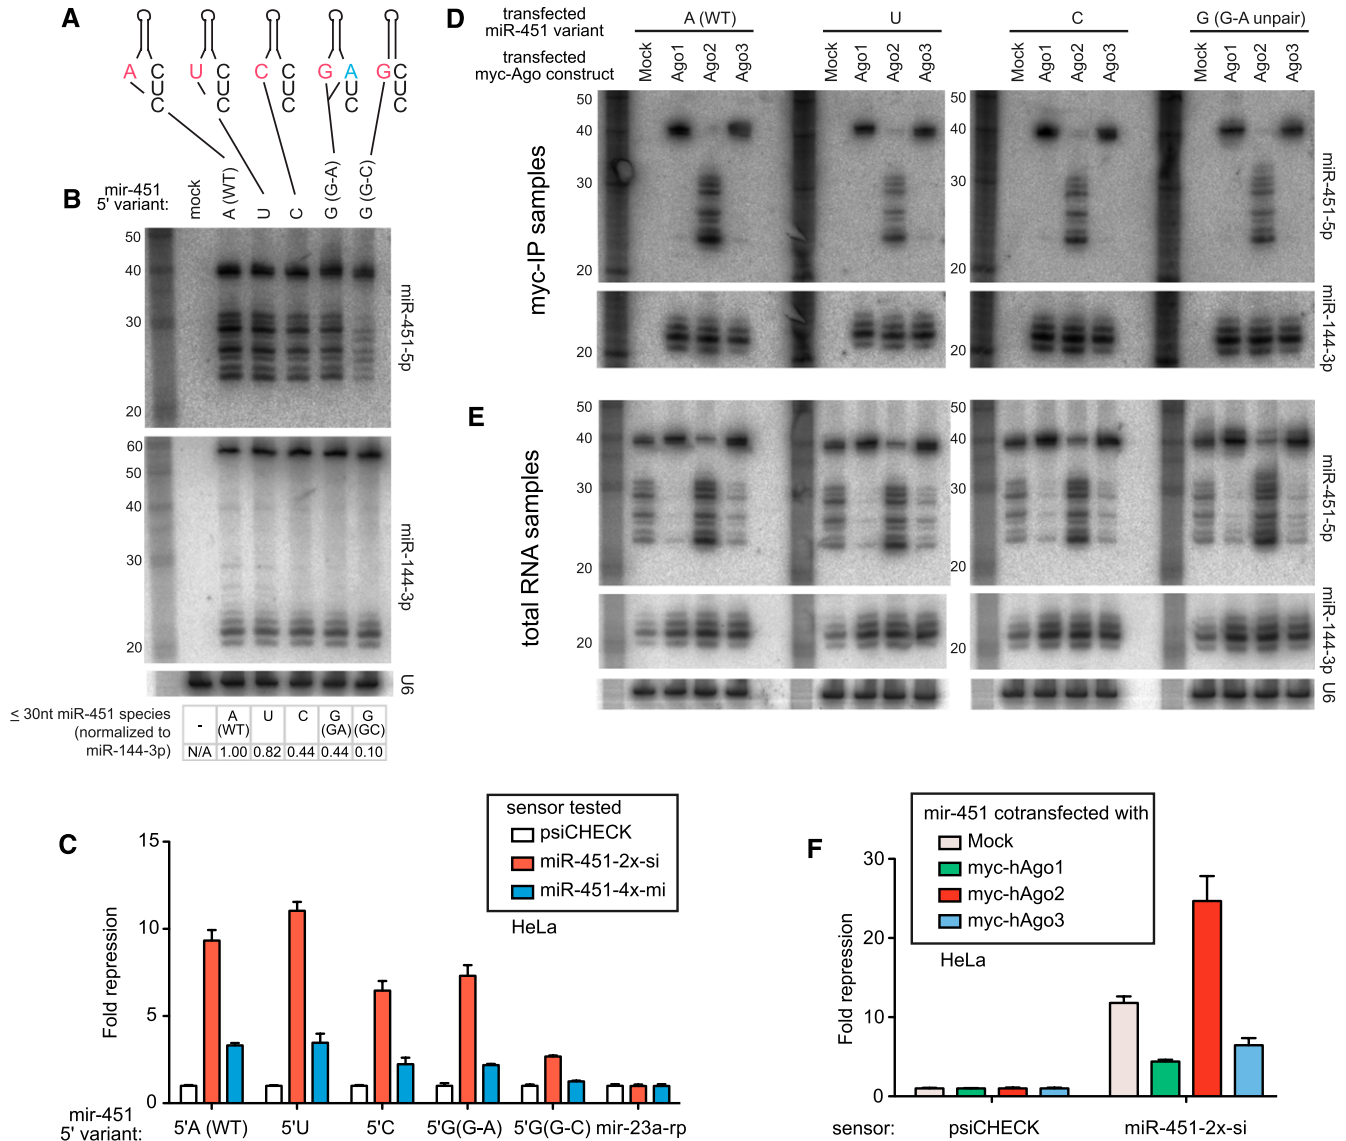 A
A
C
U
C
U
C
U
C
C
C
U
C
G
A
U
C
G
C
U
C
B
mir-451
5' variant:
mock
A (WT)
U
C
G (G-A)
G (G-C)
50
40
30
20
miR-451-5p
60
50
40
30
20
miR-144-3p
U6
≤ 30nt miR-451 species
(normalized to
miR-144-3p)
- A (WT) U C G (GA) G (GC)
N/A 1.00 0.82 0.44 0.44 0.10
C
sensor tested
psiCHECK
miR-451-2x-si
miR-451-4x-mi
HeLa
Fold repression
15
10
5
0
mir-451
5' variant:
5'A (WT) 5'U 5'C 5'G(G-A) 5'G(G-C) mir-23a-rp
D
transfected
miR-451 variant
A (WT) U C G (G-A unpair)
transfected
myc-Ago construct
Mock Ago1 Ago2 Ago3 Mock Ago1 Ago2 Ago3 Mock Ago1 Ago2 Ago3 Mock Ago1 Ago2 Ago3
myc-IP samples
50
40
30
20
20
50
40
30
20
20
miR-451-5p
miR-144-3p
E
total RNA samples
50
40
30
20
20
50
40
30
20
20
miR-451-5p
miR-144-3p
U6
F
mir-451 cotransfected with
Mock
myc-hAgo1
myc-hAgo2
myc-hAgo3
HeLa
Fold repression
30
20
10
0
sensor: psiCHECK miR-451-2x-si